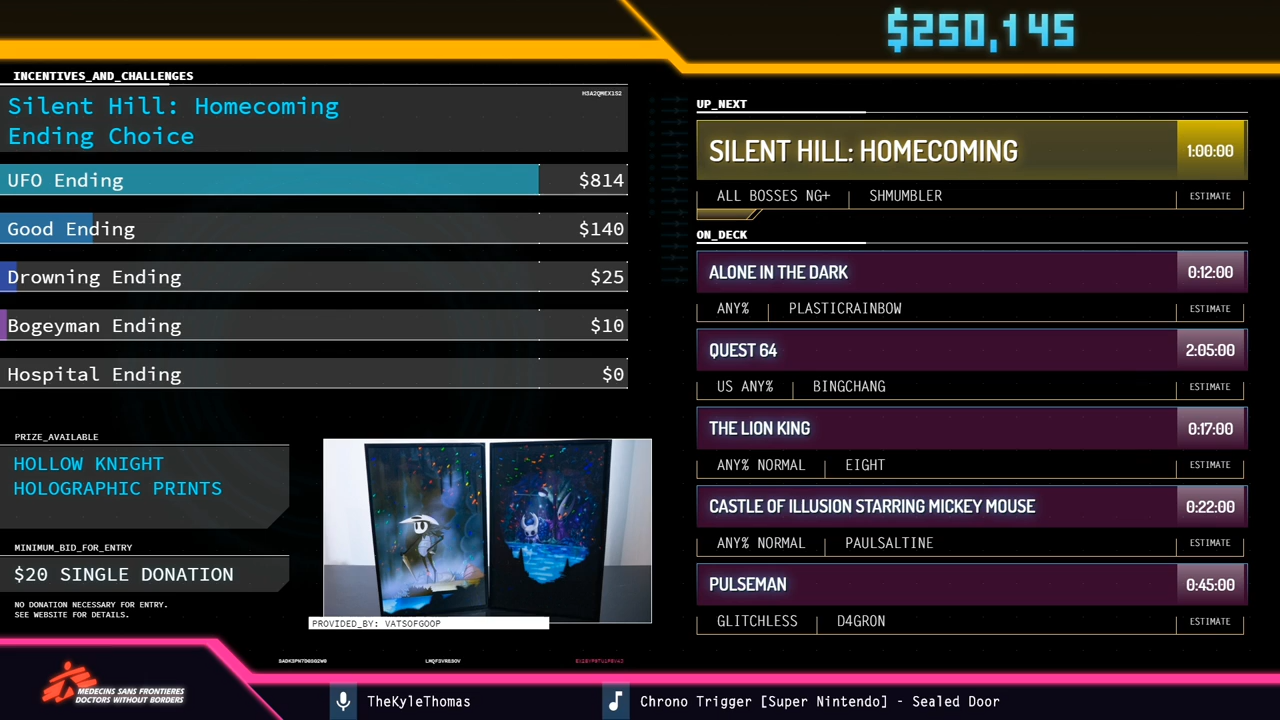 $250,145
INCENTIVES_AND_CHALLENGES
Silent Hill: Homecoming
Ending Choice
UFO Ending $814
Good Ending $140
Drowning Ending $25
Bogeyman Ending $10
Hospital Ending $0
PRIZE_AVAILABLE
HOLLOW KNIGHT
HOLOGRAPHIC PRINTS
MINIMUM_BID_FOR_ENTRY
$20 SINGLE DONATION
NO DONATION NECESSARY FOR ENTRY.
SEE WEBSITE FOR DETAILS.
PROVIDED_BY: VATSOFGOOP
UP_NEXT
SILENT HILL: HOMECOMING 1:00:00
ALL BOSSES NG+ SHMUMBLER ESTIMATE
ON_DECK
ALONE IN THE DARK 0:12:00
ANY% PLASTICRAINBOW ESTIMATE
QUEST 64 2:05:00
US ANY% BINGCHANG ESTIMATE
THE LION KING 0:17:00
ANY% NORMAL EIGHT ESTIMATE
CASTLE OF ILLUSION STARRING MICKEY MOUSE 0:22:00
ANY% NORMAL PAULSALTINE ESTIMATE
PULSEMAN 0:45:00
GLITCHLESS D4GRON ESTIMATE
MEDECINS SANS FRONTIERES
DOCTORS WITHOUT BORDERS
TheKyleThomas
Chrono Trigger [Super Nintendo] - Sealed Door